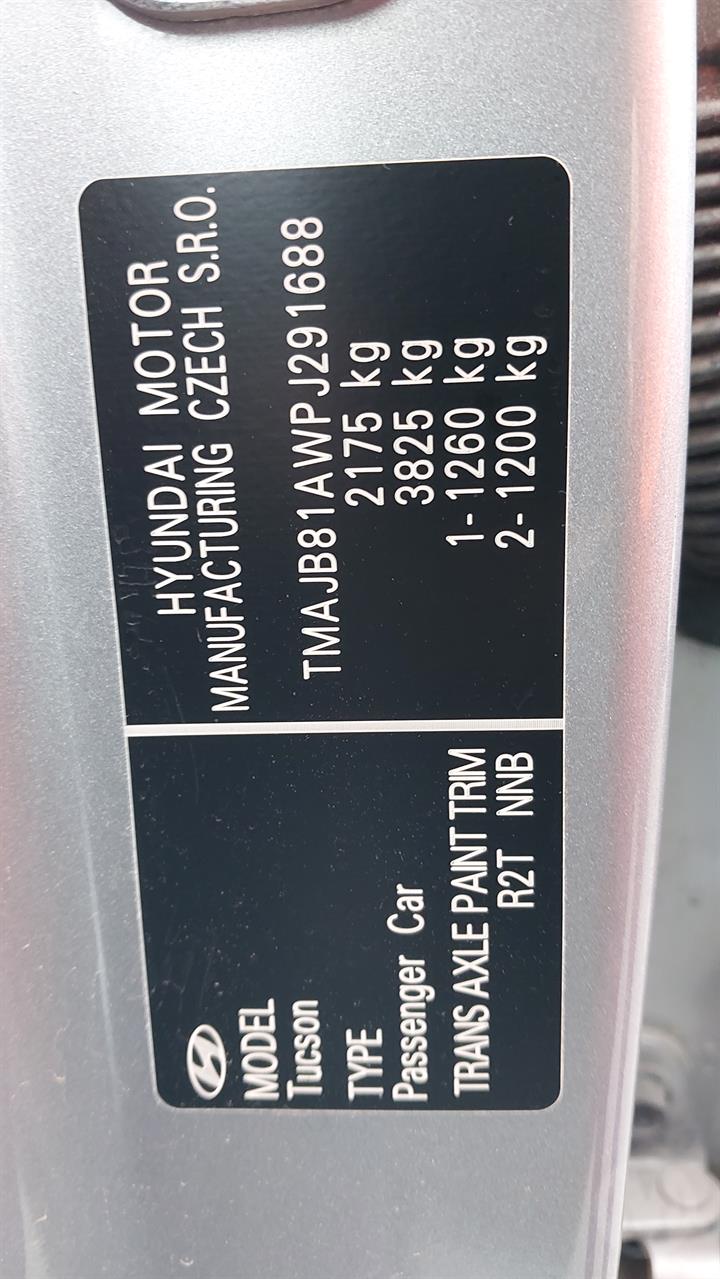 MODEL
Tucson
TYPE
Passenger Car
TRANS AXLE PAINT TRIM
R2T NNB
HYUNDAI MOTOR
MANUFACTURING CZECH S.R.O.
TMAJB81AWPJ291688
2175 kg
3825 kg
1- 1260 kg
2- 1200 kg